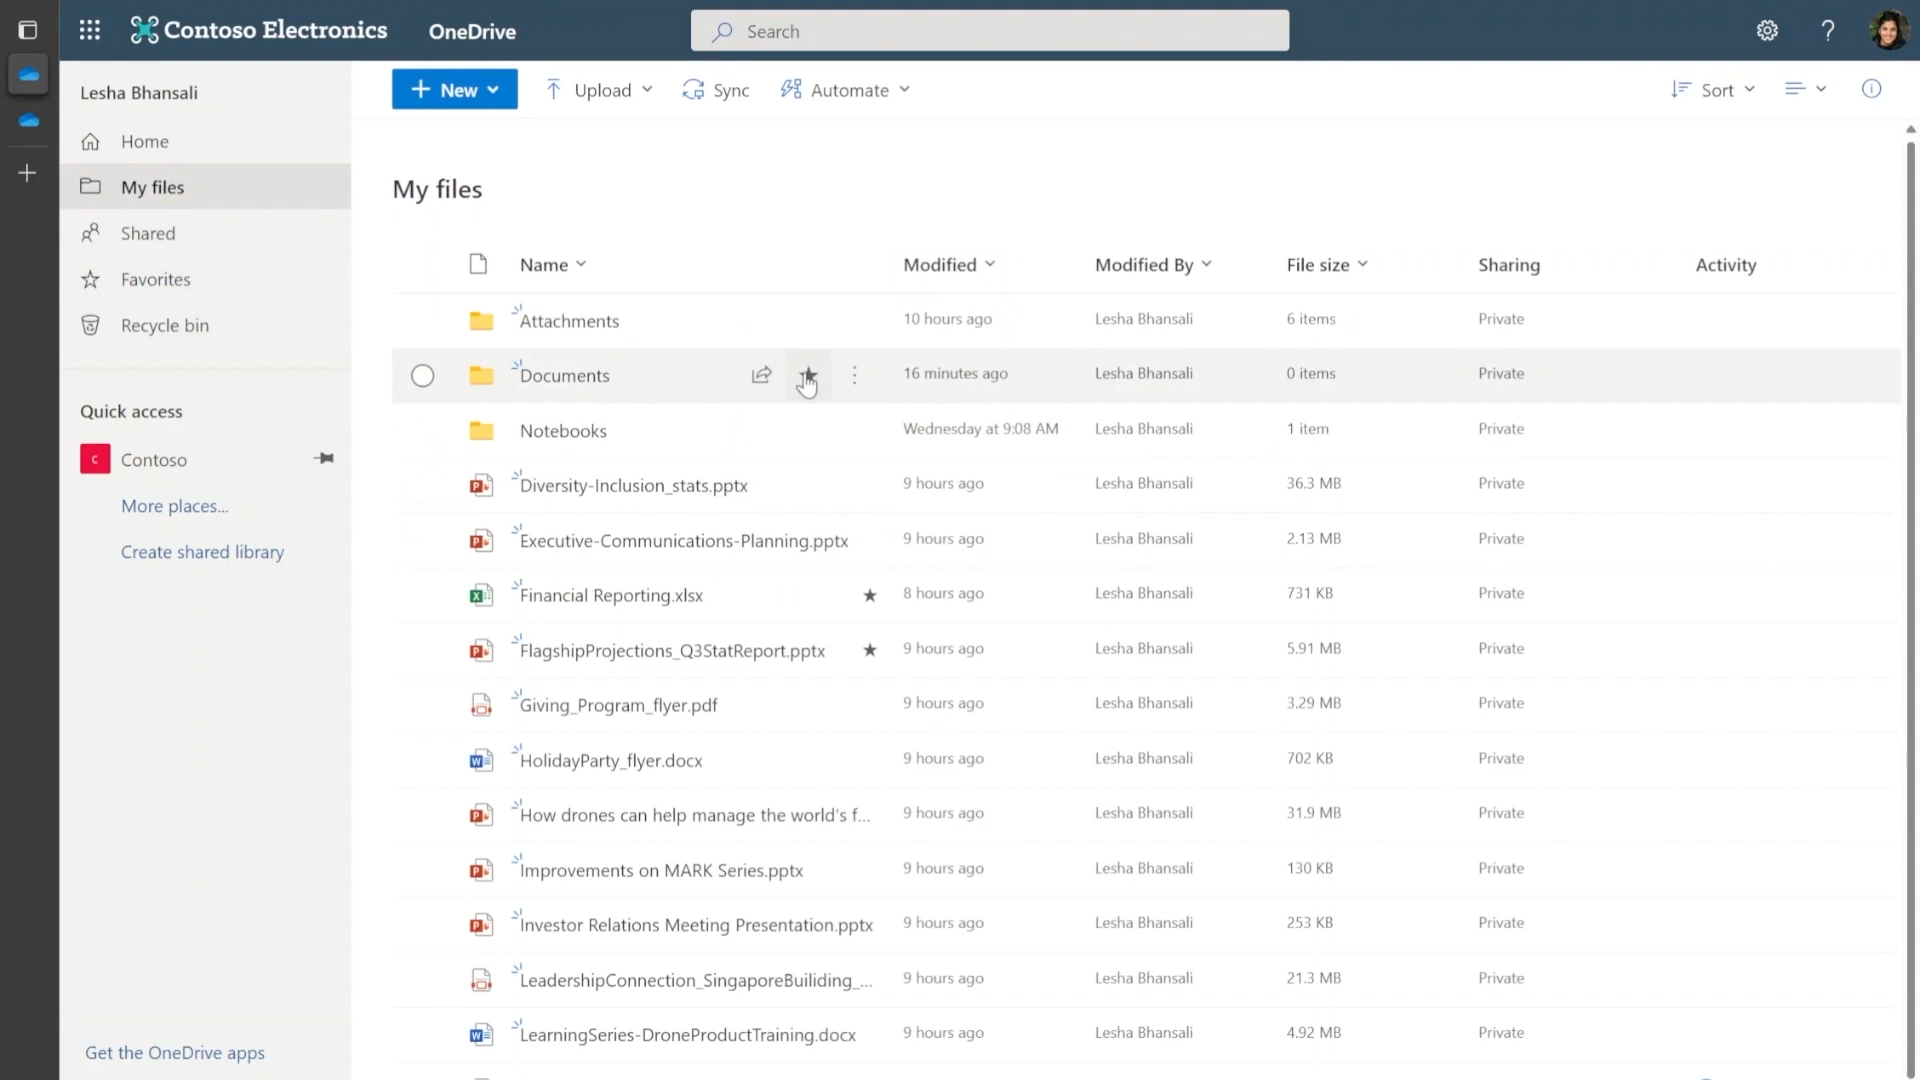 Contoso Electronics
OneDrive
Search
?
Lesha Bhansali
Home
My files
Shared
Favorites
Recycle bin
Quick access
C Contoso
More places...
Create shared library
Get the OneDrive apps
New
Upload
Sync
Automate
Sort
My files
Name Modified Modified By File size Sharing Activity
Attachments 10 hours ago Lesha Bhansali 6 items Private
Documents 16 minutes ago Lesha Bhansali 0 items Private
Notebooks Wednesday at 9:08 AM Lesha Bhansali 1 item Private
Diversity-Inclusion_stats.pptx 9 hours ago Lesha Bhansali 36.3 MB Private
Executive-Communications-Planning.pptx 9 hours ago Lesha Bhansali 2.13 MB Private
Financial Reporting.xlsx 8 hours ago Lesha Bhansali 731 KB Private
FlagshipProjections_Q3StatReport.pptx 9 hours ago Lesha Bhansali 5.91 MB Private
Giving_Program_flyer.pdf 9 hours ago Lesha Bhansali 3.29 MB Private
HolidayParty_flyer.docx 9 hours ago Lesha Bhansali 702 KB Private
How drones can help manage the world's f... 9 hours ago Lesha Bhansali 31.9 MB Private
Improvements on MARK Series.pptx 9 hours ago Lesha Bhansali 130 KB Private
Investor Relations Meeting Presentation.pptx 9 hours ago Lesha Bhansali 253 KB Private
LeadershipConnection_SingaporeBuiliding_... 9 hours ago Lesha Bhansali 21.3 MB Private
LearningSeries-DroneProductTraining.docx 9 hours ago Lesha Bhansali 4.92 MB Private